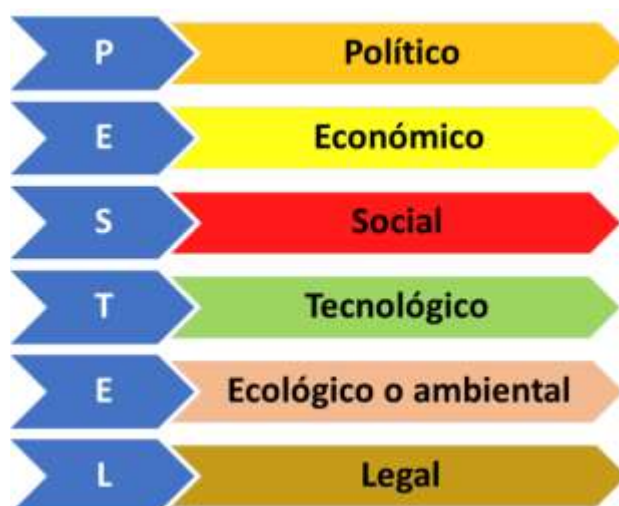 P Político
E Económico
S Social
T Tecnológico
E Ecológico o ambiental
L Legal